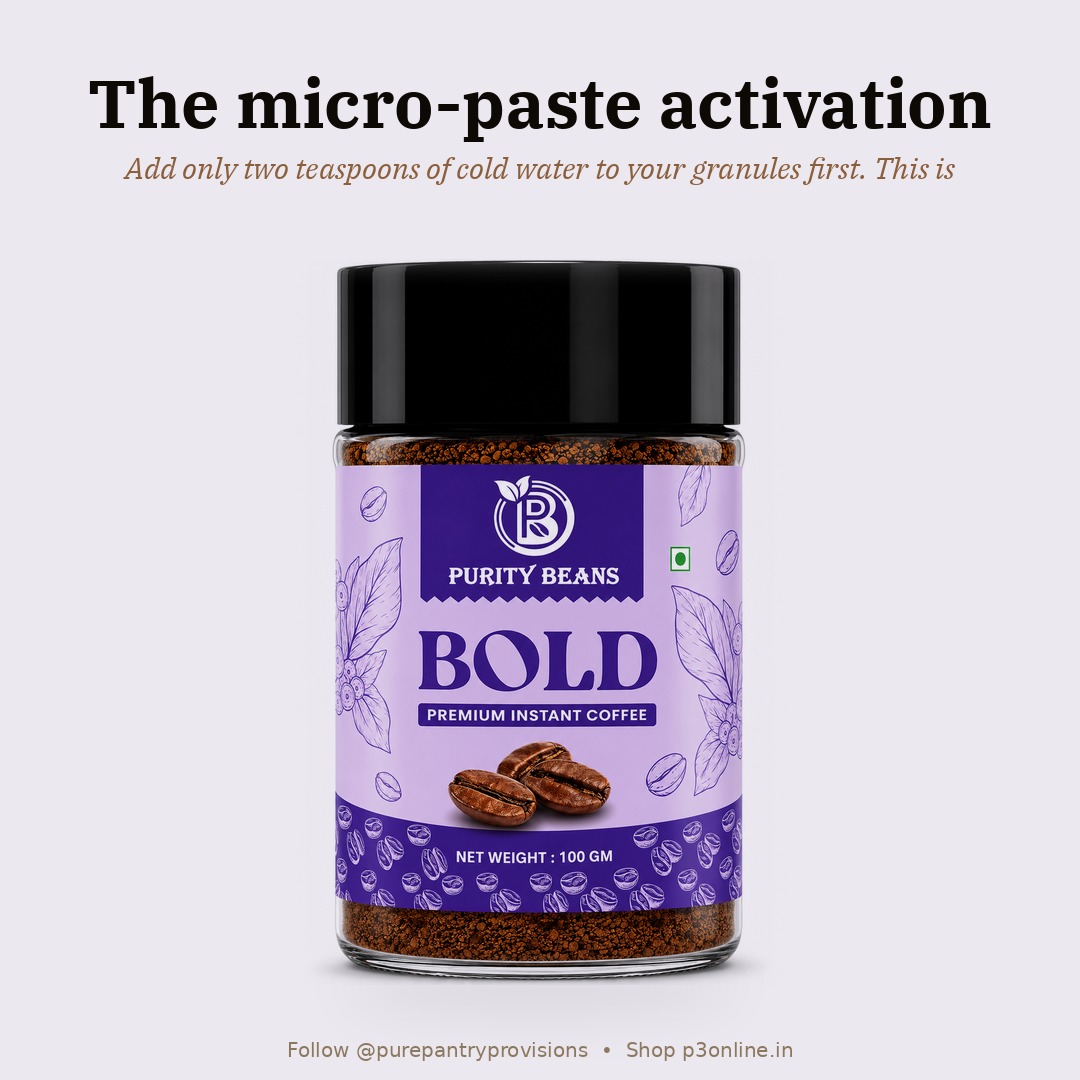 The micro-paste activation
Add only two teaspoons of cold water to your granules first. This is
PURITY BEANS
BOLD
PREMIUM INSTANT COFFEE
NET WEIGHT : 100 GM
Follow @purepantryprovisions • Shop p3online.in